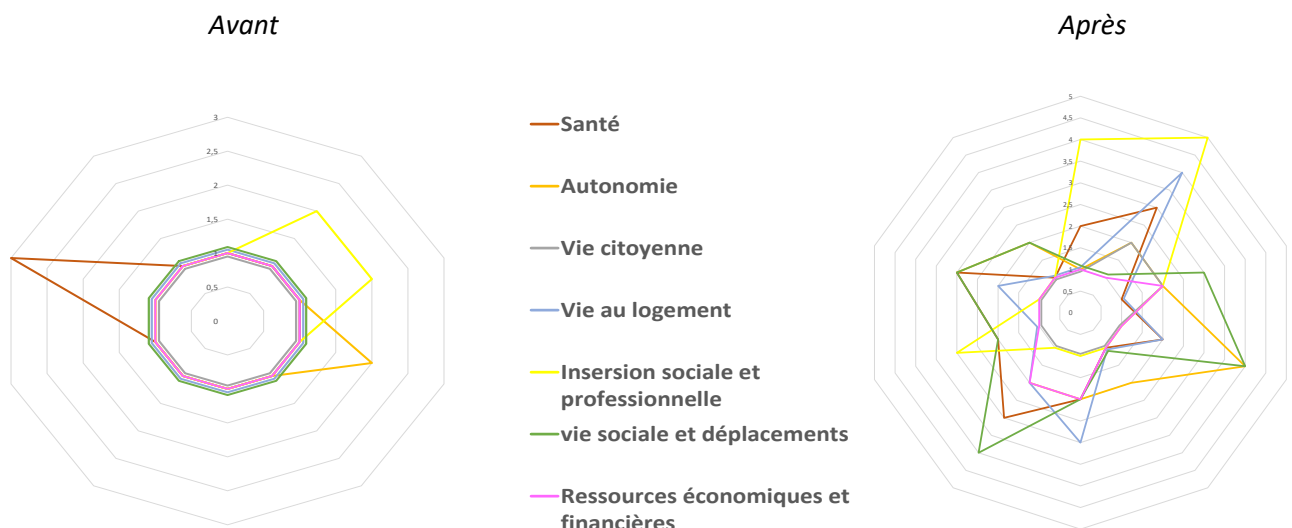 Avant
Après
3
2,5
2
1,5
1
0,5
0
Santé
Autonomie
Vie citoyenne
Vie au logement
Insersion sociale et
professionnelle
vie sociale et déplacements
Ressources économiques et
financières
5
4,5
4
3,5
3
2,5
2
1,5
1
0,5
0